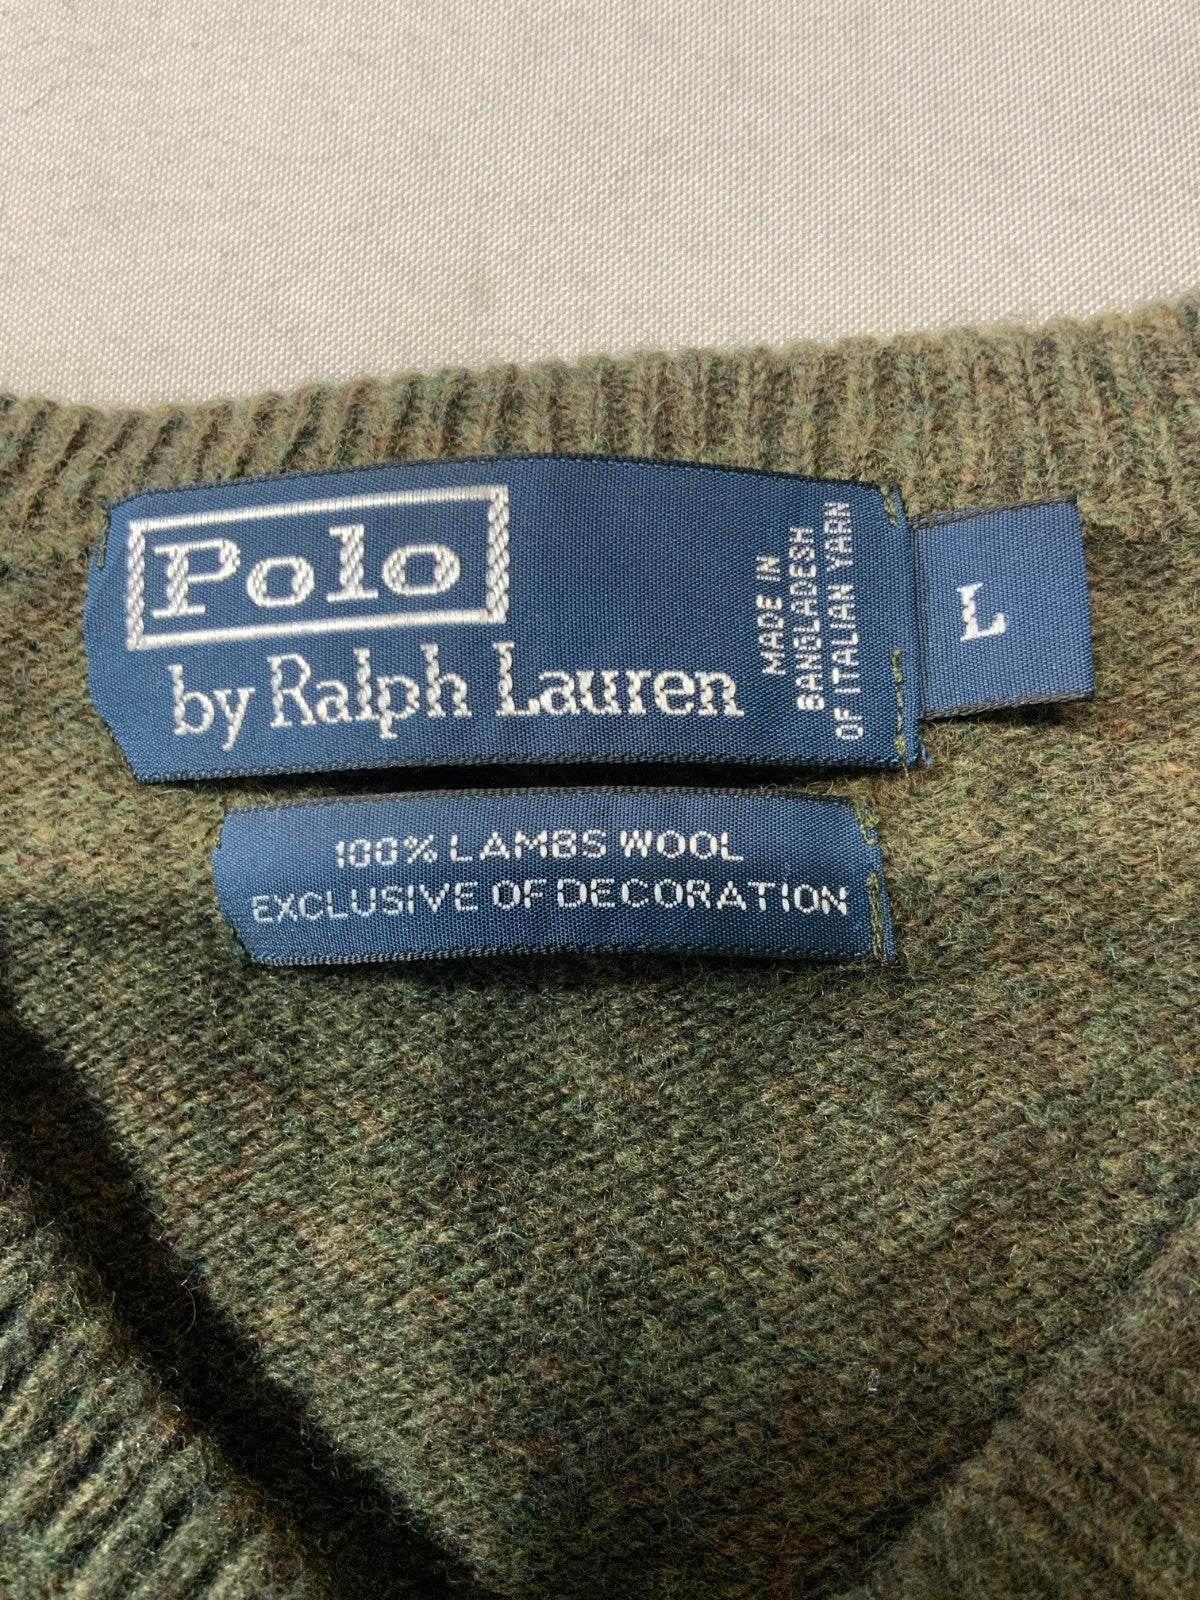 Polo
by Ralph Lauren
MADE IN
BANGLADESH
OF ITALIAN YARN
L
100% LAMBS WOOL
EXCLUSIVE OF DECORATION